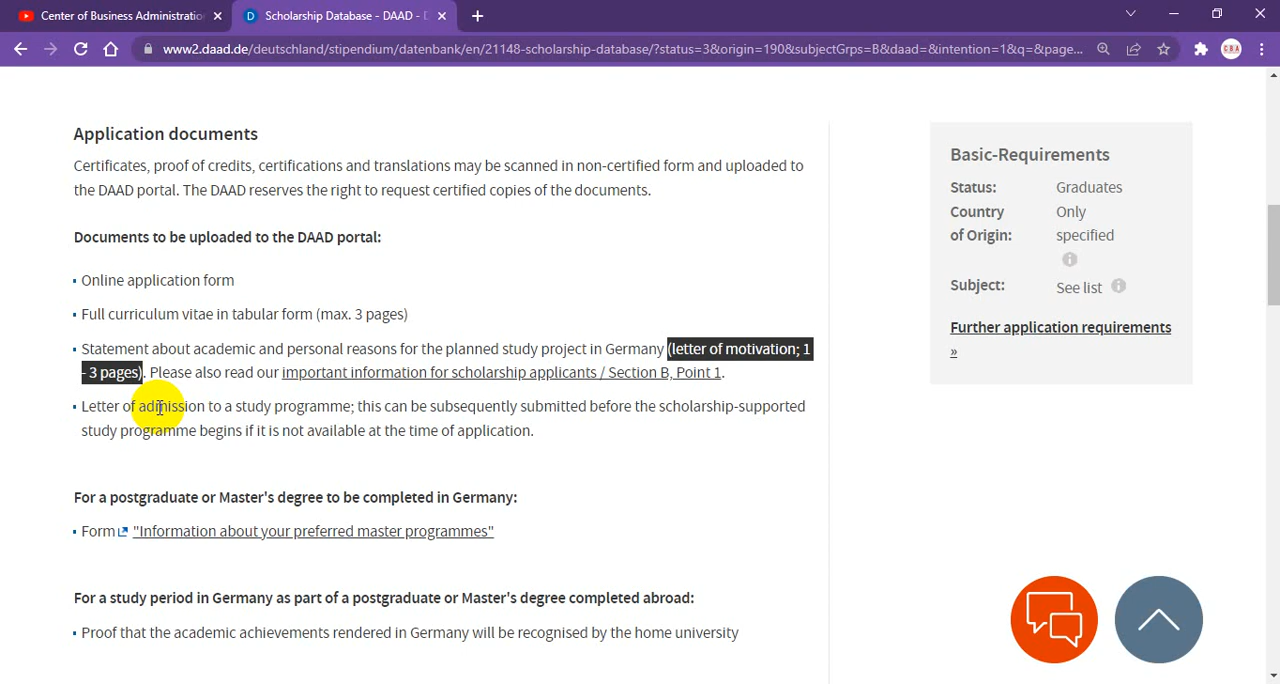 Center of Business Administratio
Scholarship Database - DAAD - D
www2.daad.de/deutschland/stipendium/datenbank/en/21148-scholarship-database/?status=3&origin=190&subjectGrps=B&daad=&intention=1&q=&page...
CBA
Application documents
Certificates, proof of credits, certifications and translations may be scanned in non-certified form and uploaded to
the DAAD portal. The DAAD reserves the right to request certified copies of the documents.
Documents to be uploaded to the DAAD portal:
▪ Online application form
▪ Full curriculum vitae in tabular form (max. 3 pages)
▪ Statement about academic and personal reasons for the planned study project in Germany (letter of motivation; 1
- 3 pages). Please also read our important information for scholarship applicants / Section B, Point 1.
▪ Letter of admission to a study programme; this can be subsequently submitted before the scholarship-supported
study programme begins if it is not available at the time of application.
For a postgraduate or Master's degree to be completed in Germany:
▪ Form "Information about your preferred master programmes"
For a study period in Germany as part of a postgraduate or Master's degree completed abroad:
▪ Proof that the academic achievements rendered in Germany will be recognised by the home university
Basic-Requirements
Status: Graduates
Country Only
of Origin: specified
Subject: See list
Further application requirements
»